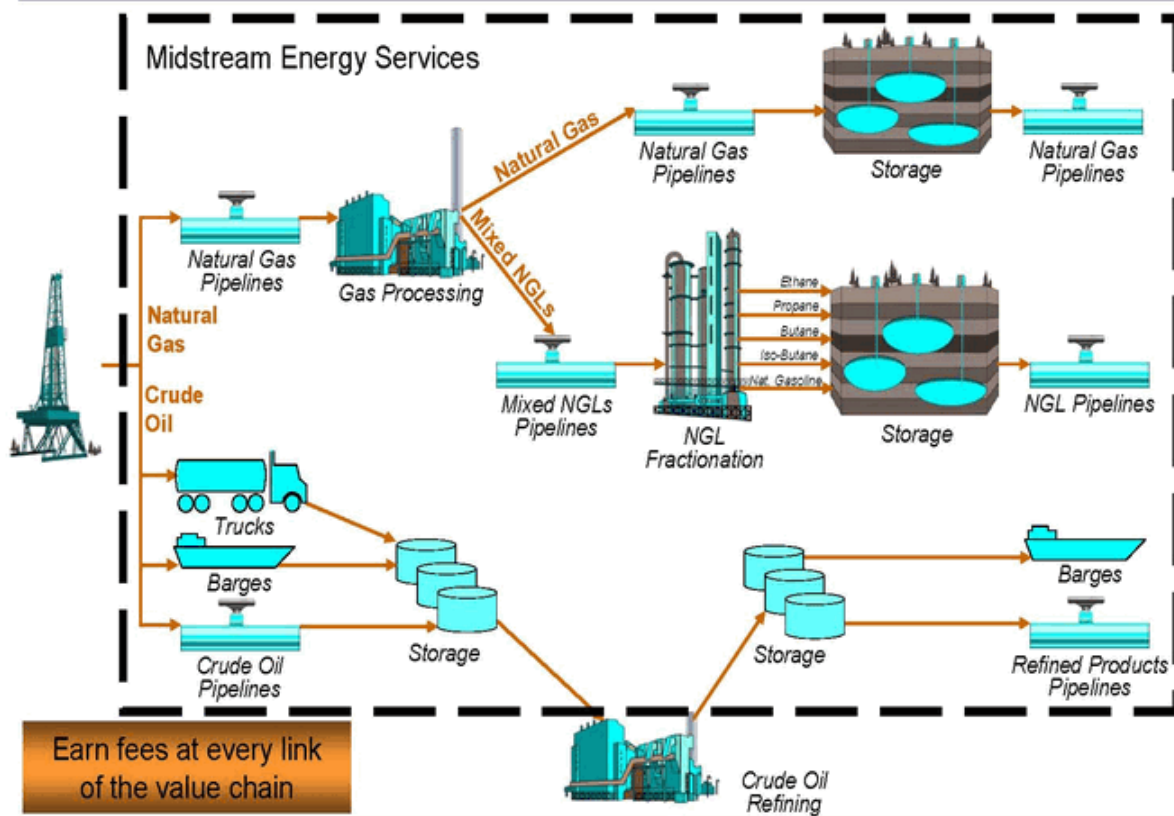 Midstream Energy Services
Natural Gas
Natural Gas
Pipelines
Storage
Natural Gas
Pipelines
Natural Gas
Pipelines
Gas Processing
Mixed NGLs
Natural
Gas
Crude
Oil
Mixed NGLs
Pipelines
NGL
Fractionation
Ethane
Propane
Butane
Iso-Butane
Nat. Gasoline
Storage
NGL Pipelines
Trucks
Barges
Crude Oil
Pipelines
Storage
Storage
Barges
Refined Products
Pipelines
Crude Oil
Refining
Earn fees at every link
of the value chain